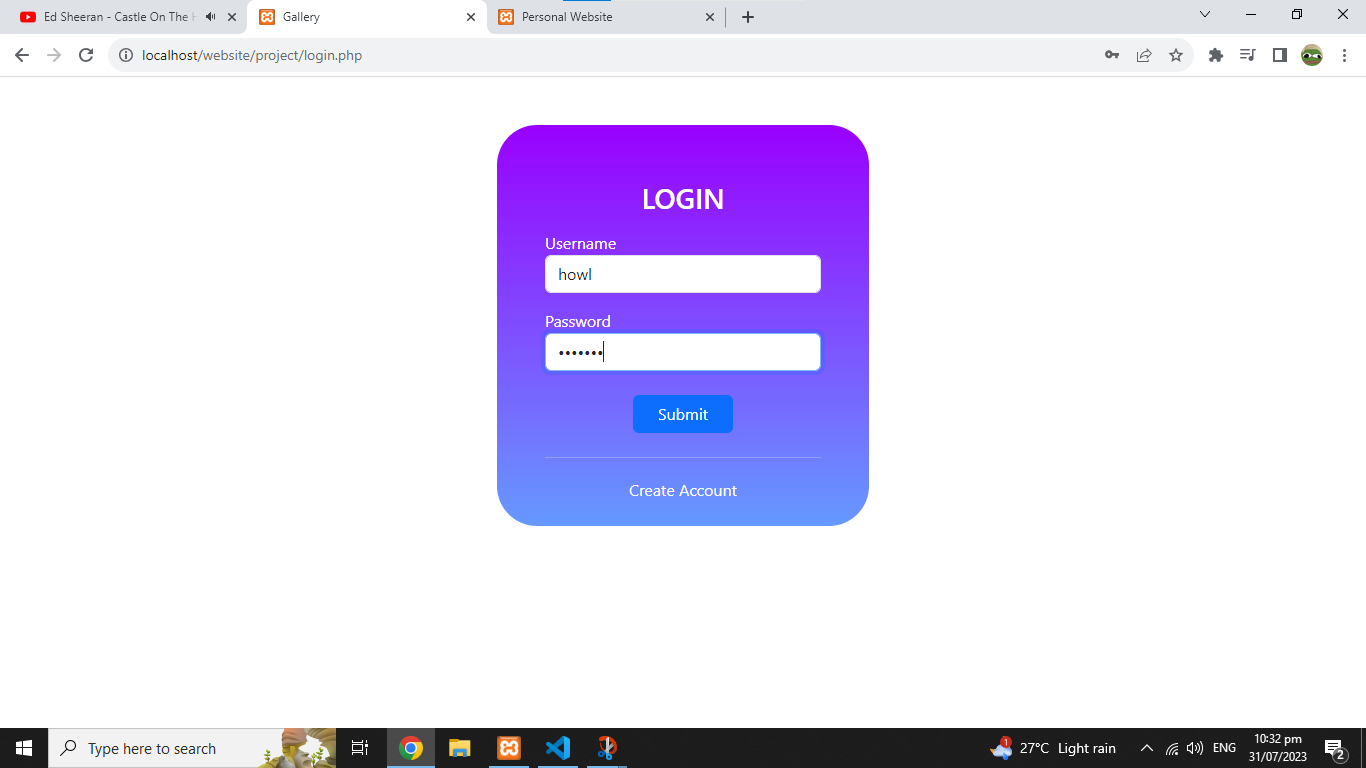 Ed Sheeran - Castle On The H
Gallery
Personal Website
localhost/website/project/login.php
LOGIN
Username
howl
Password
•••••••
Submit
Create Account
Type here to search
1
27°C Light rain
ENG
10:32 pm
31/07/2023
2